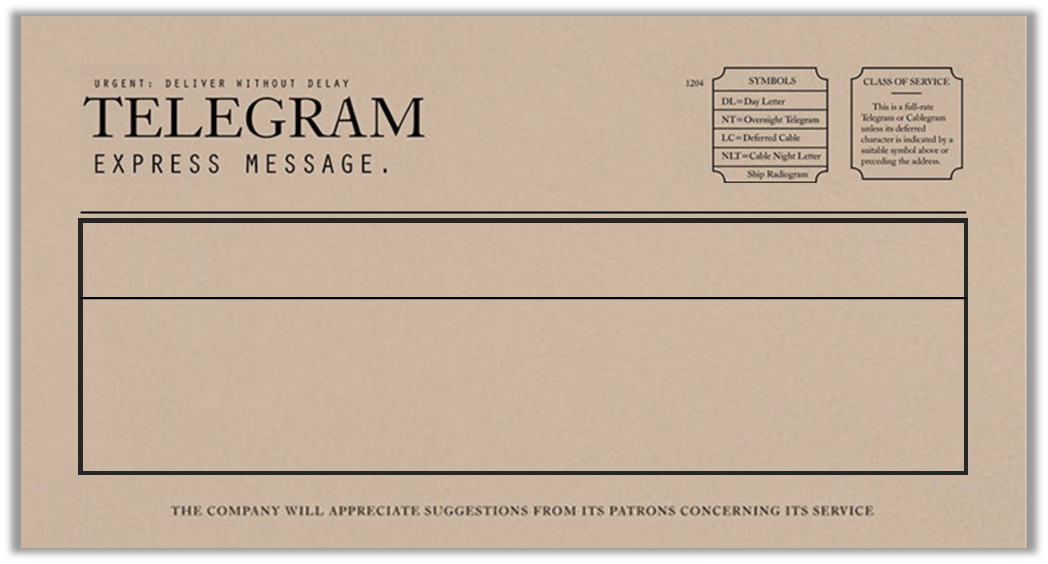 URGENT: DELIVER WITHOUT DELAY
TELEGRAM
EXPRESS MESSAGE.
1204
SYMBOLS
DL=Day Letter
NT=Overnight Telegram
LC=Deferred Cable
NLT=Cable Night Letter
Ship Radiogram
CLASS OF SERVICE
This is a full-rate
Telegram or Cablegram
unless its deferred
character is indicated by a
suitable symbol above or
preceding the address.
THE COMPANY WILL APPRECIATE SUGGESTIONS FROM ITS PATRONS CONCERNING ITS SERVICE